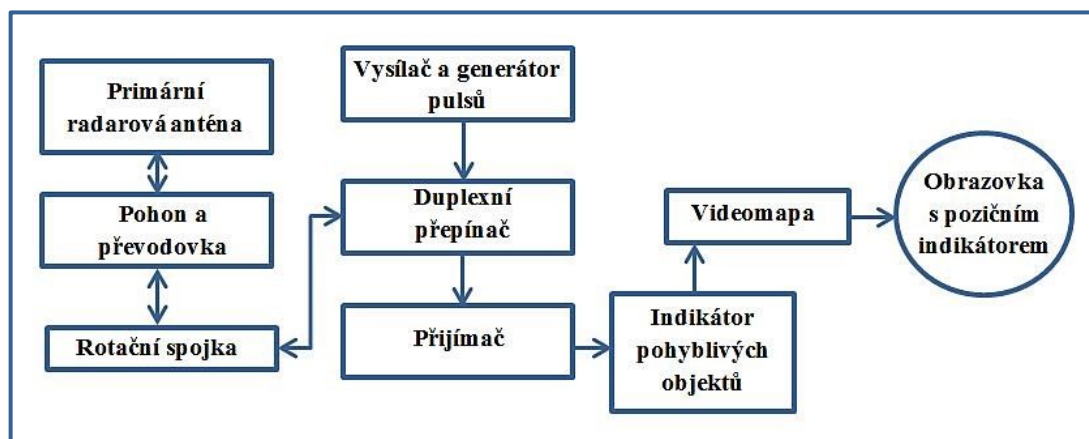 Primární
radarová anténa
Pohon a
převodovka
Rotační spojka
Vysílač a generátor
pulsů
Duplexní
přepínač
Přijímač
Indikátor
pohyblivých
objektů
Videomapa
Obrazovka
s pozičním
indikátorem